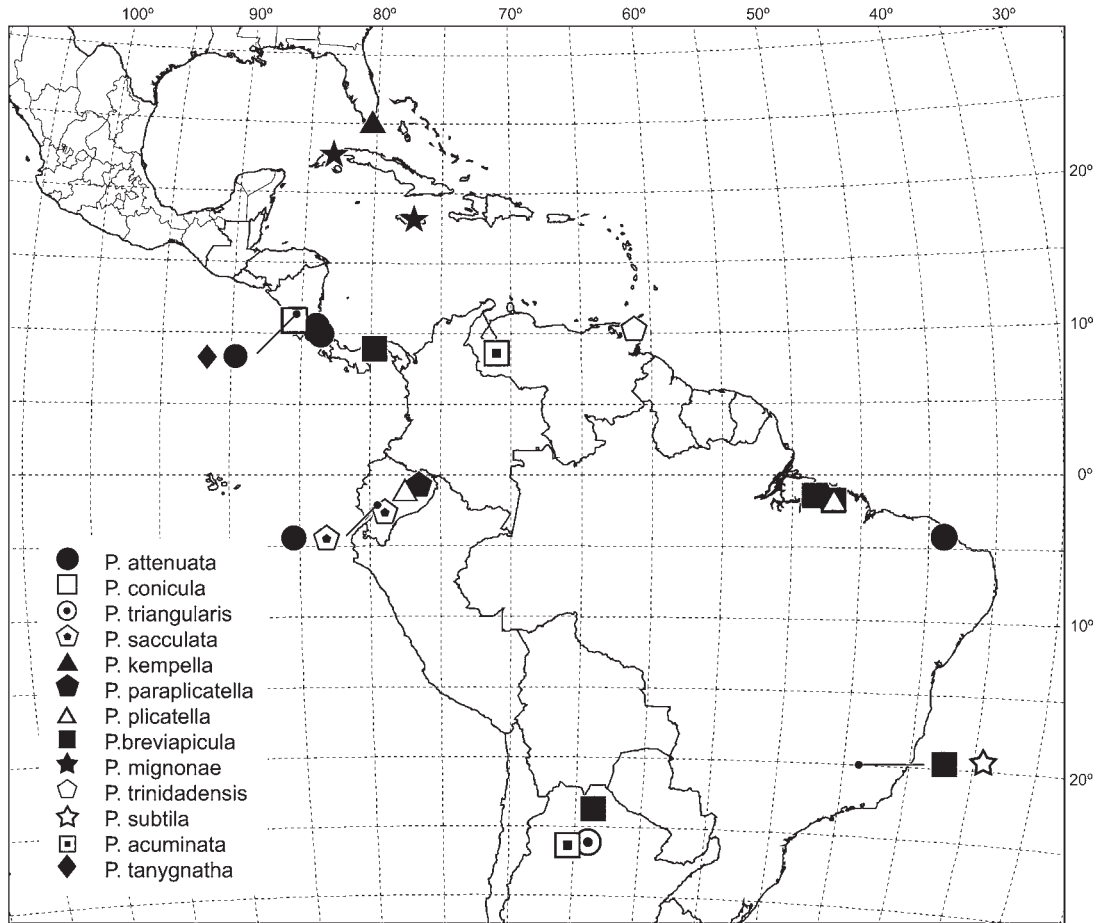 100º 90º 80º 70º 60º 50º 40º 30º
20º
10º
0º
10º
20º
P. attenuata
P. conicula
P. triangularis
P. sacculata
P. kempella
P. paraplicatella
P. plicatella
P.breviapicula
P. mignonae
P. trinidadensis
P. subtila
P. acuminata
P. tanygnatha